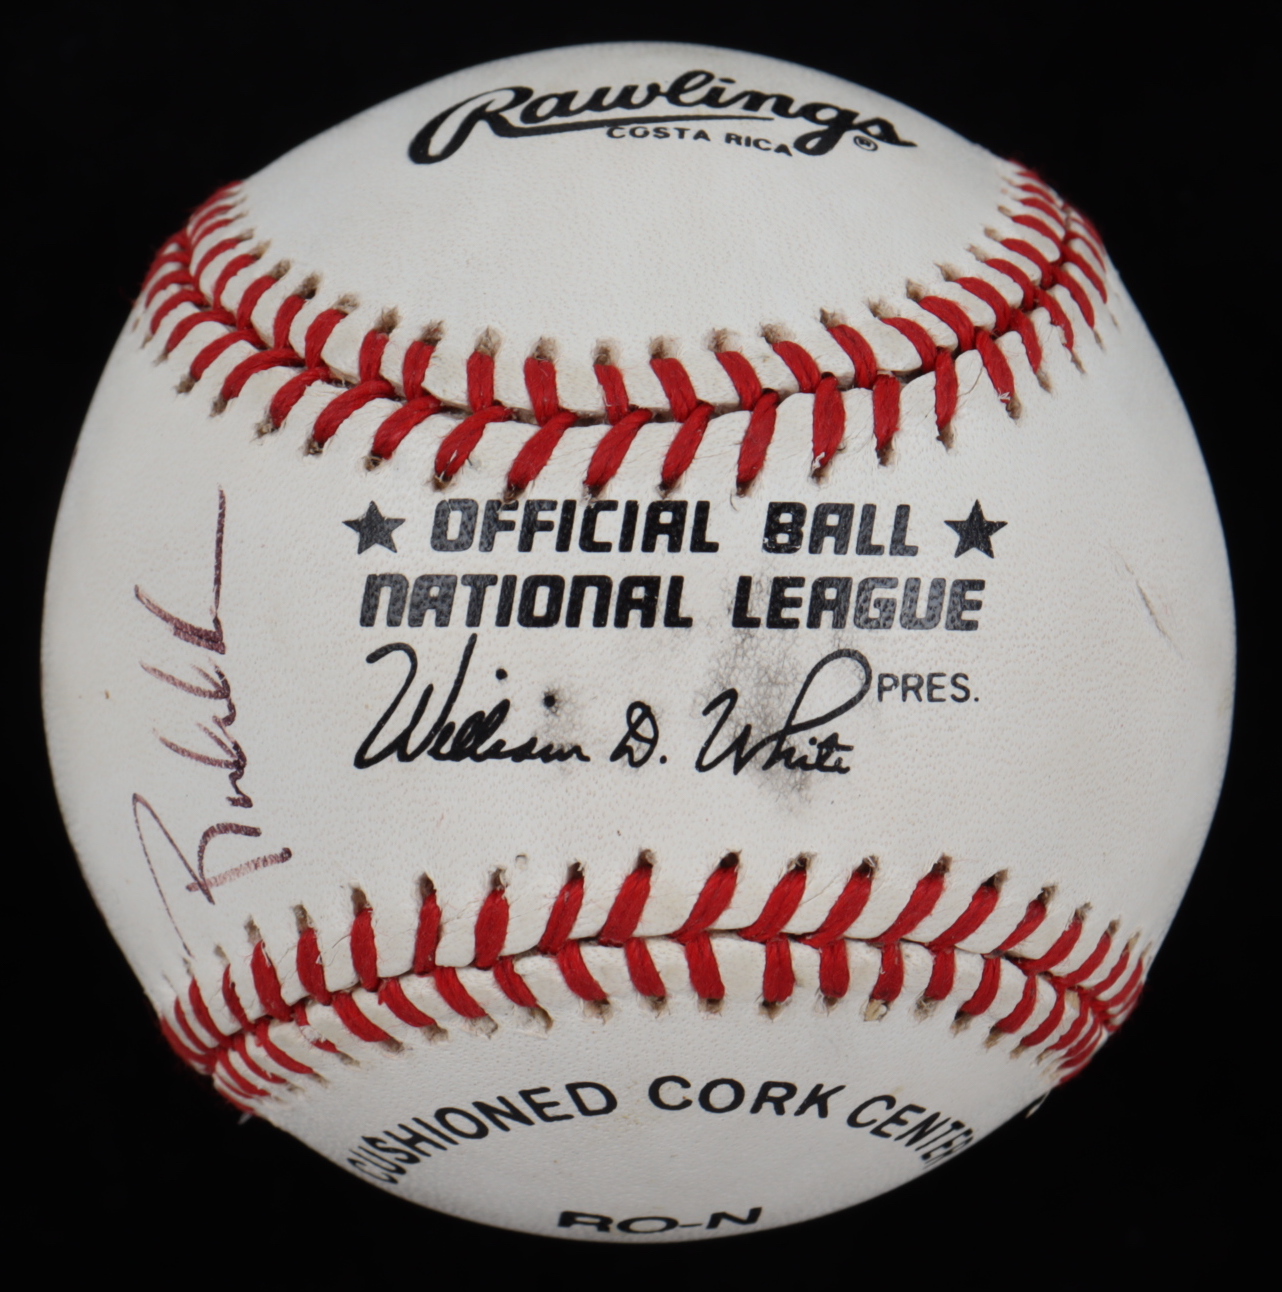 Rawlings®
COSTA RICA
★ OFFICIAL BALL ★
NATIONAL LEAGUE
William D. White PRES.
CUSHIONED CORK CENTER
RO-N